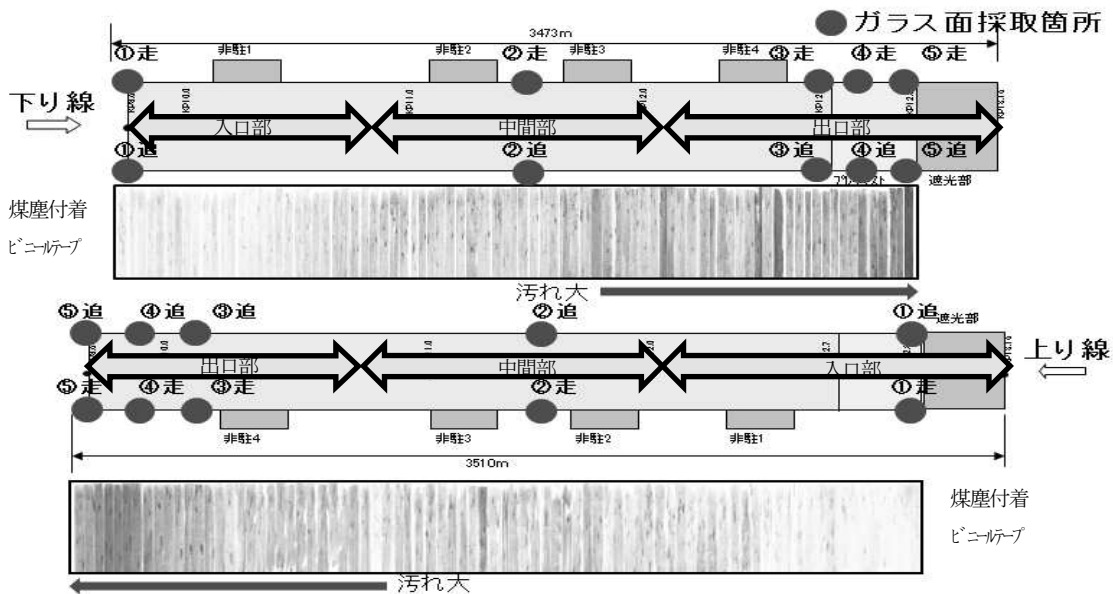 ガラス面採取箇所
3473m
①走
非駐1
非駐2
②走
非駐3
非駐4
③走
④走
⑤走
下り線
KP10.0
KP11.0
入口部
中間部
出口部
①追
②追
③追
④追
⑤追
遮光部
煤塵付着
ビニールテープ
汚れ大
⑤追
④追
③追
②追
①追
遮光部
出口部
中間部
入口部
上り線
⑤走
④走
③走
②走
①走
非駐4
非駐3
非駐2
非駐1
3510m
煤塵付着
ビニールテープ
汚れ大